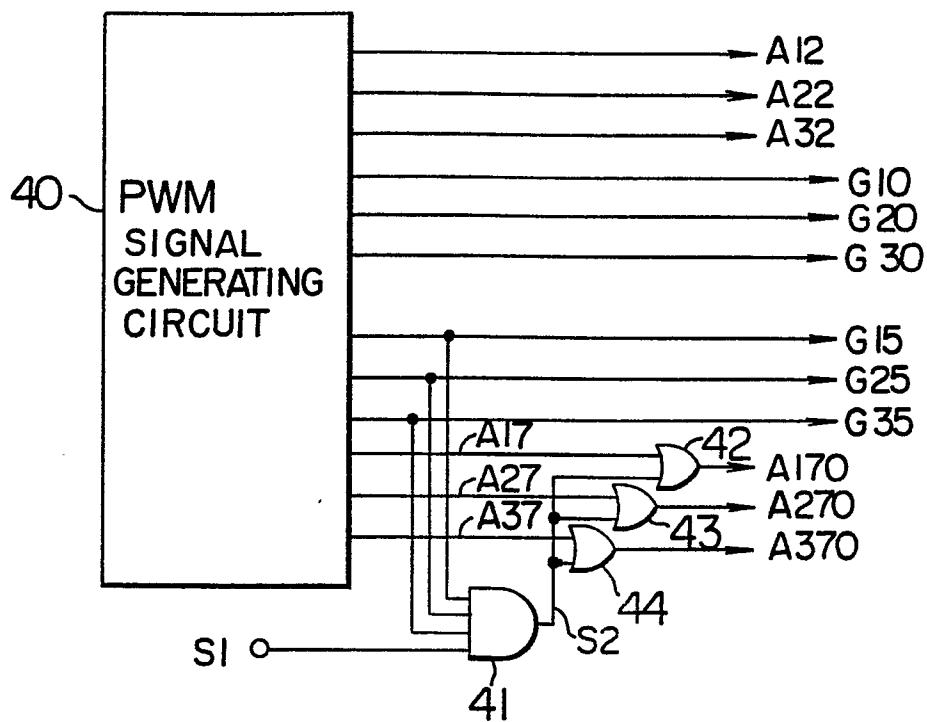 A12
A22
A32
40
PWM
SIGNAL
GENERATING
CIRCUIT
G10
G20
G30
G15
G25
G35
A17
42
A170
A27
A270
A37
43
A370
44
S1
S2
41